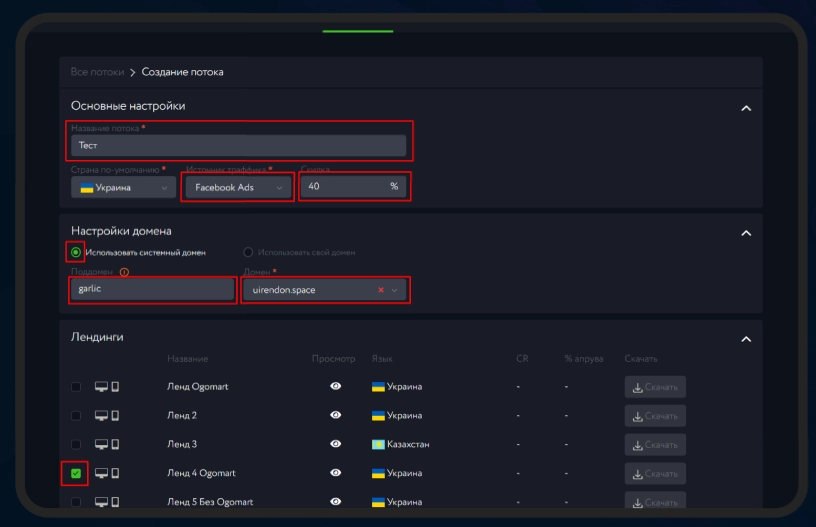 Все потоки > Создание потока
Основные настройки
Название потока *
Тест
Страна по-умолчанию * Источник траффика * Скидка
Украина Facebook Ads 40 %
Настройки домена
Использовать системный домен Использовать свой домен
Поддомен Домен *
garlic uirendon.space
Лендинги
Название Просмотр Язык CR % апрува Скачать
Ленд Ogomart Украина - - Скачать
Ленд 2 Украина - - Скачать
Ленд 3 Казахстан - - Скачать
Ленд 4 Ogomart Украина - - Скачать
Ленд 5 Без Ogomart Украина - - Скачать